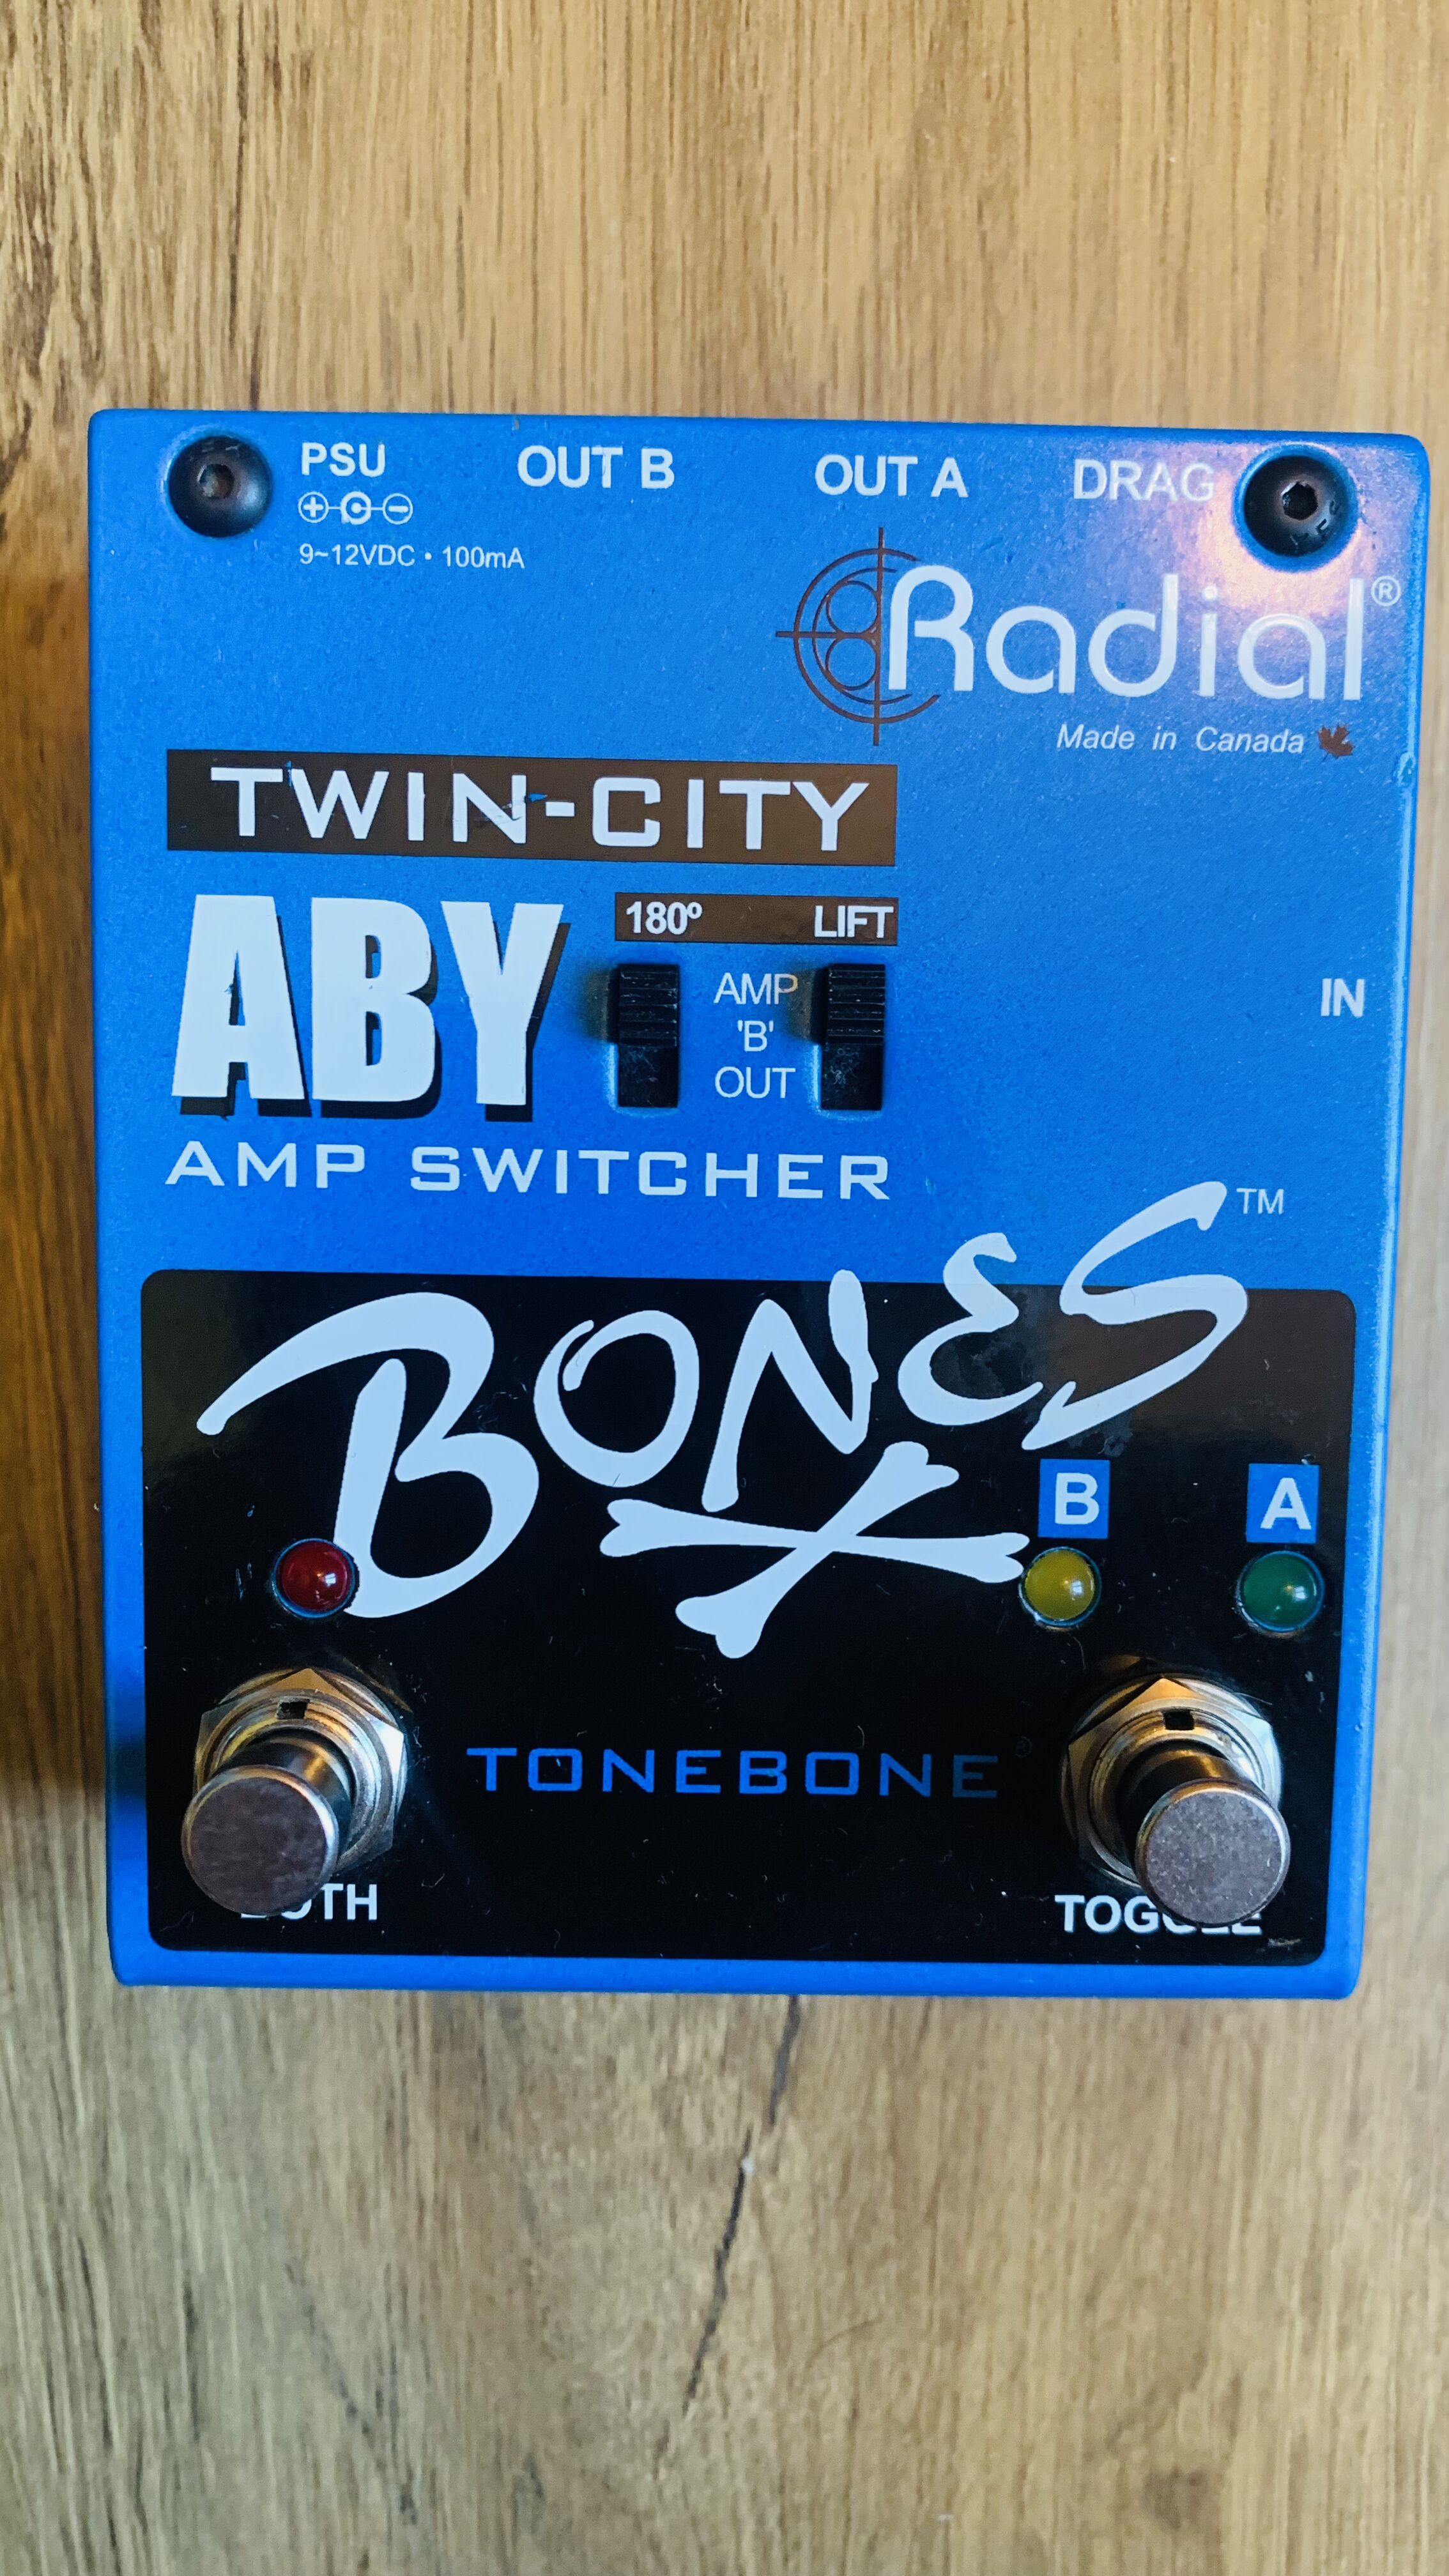 PSU
OUT B
OUT A
DRAG
9~12VDC • 100mA
Radial®
Made in Canada
TWIN-CITY
ABY
180º
LIFT
AMP
'B'
OUT
IN
AMP SWITCHER
BONES™
B
A
TONEBONE®